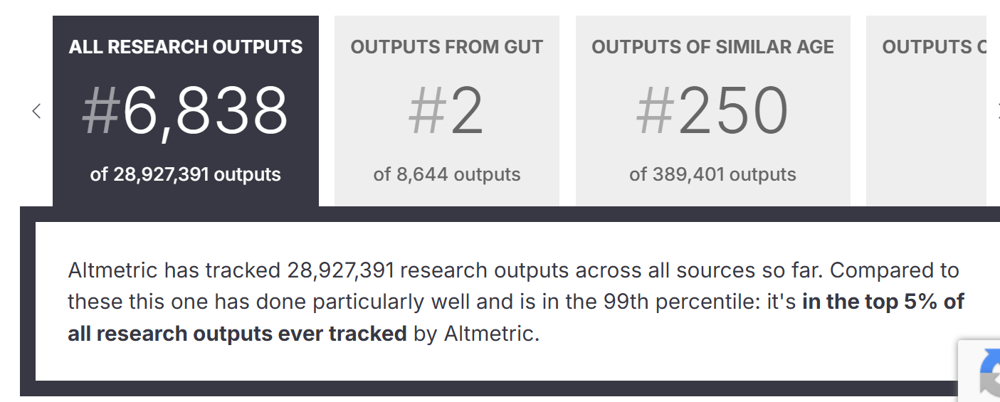 ALL RESEARCH OUTPUTS
#6,838
of 28,927,391 outputs
OUTPUTS FROM GUT
#2
of 8,644 outputs
OUTPUTS OF SIMILAR AGE
#250
of 389,401 outputs
OUTPUTS
Altmetric has tracked 28,927,391 research outputs across all sources so far. Compared to
these this one has done particularly well and is in the 99th percentile: it's in the top 5% of
all research outputs ever tracked by Altmetric.